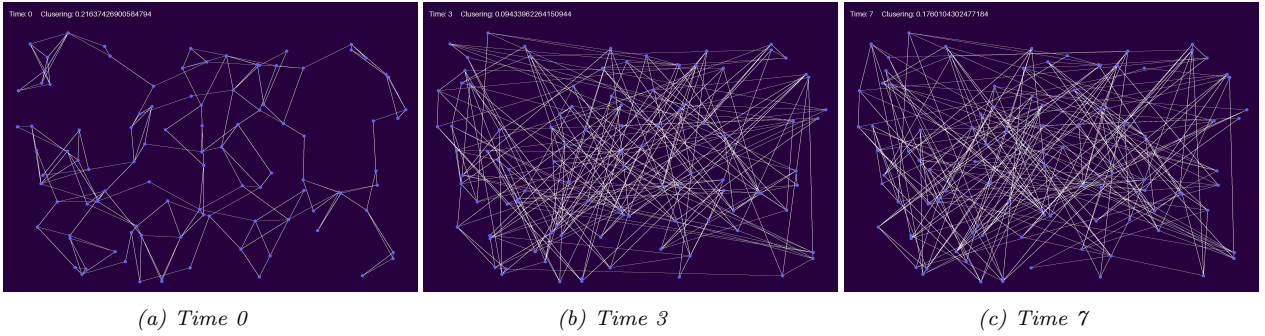 Time: 0 Clusering: 0.21637426900584794
Time: 3 Clusering: 0.09433962264150944
Time: 7 Clusering: 0.1760104302477184
(a) Time 0
(b) Time 3
(c) Time 7